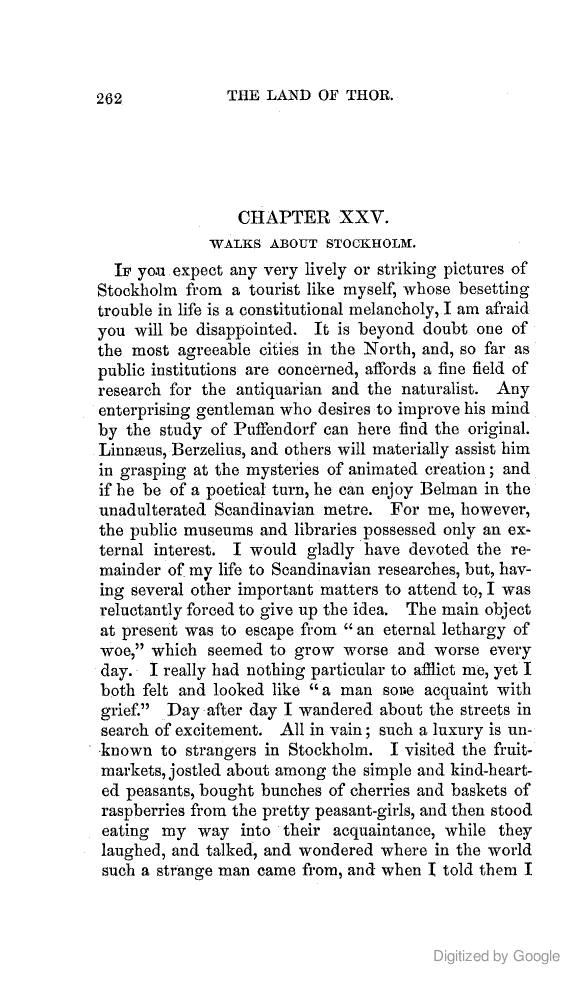 262 THE LAND OF THOR.
CHAPTER XXV.
WALKS ABOUT STOCKHOLM.
IF you expect any very lively or striking pictures of
Stockholm from a tourist like myself, whose besetting
trouble in life is a constitutional melancholy, I am afraid
you will be disappointed. It is beyond doubt one of
the most agreeable cities in the North, and, so far as
public institutions are concerned, affords a fine field of
research for the antiquarian and the naturalist. Any
enterprising gentleman who desires to improve his mind
by the study of Puffendorf can here find the original.
Linnæus, Berzelius, and others will materially assist him
in grasping at the mysteries of animated creation; and
if he be of a poetical turn, he can enjoy Belman in the
unadulterated Scandinavian metre. For me, however,
the public museums and libraries possessed only an ex-
ternal interest. I would gladly have devoted the re-
mainder of my life to Scandinavian researches, but, hav-
ing several other important matters to attend to, I was
reluctantly forced to give up the idea. The main object
at present was to escape from "an eternal lethargy of
woe," which seemed to grow worse and worse every
day. I really had nothing particular to afflict me, yet I
both felt and looked like "a man sore acquaint with
grief." Day after day I wandered about the streets in
search of excitement. All in vain; such a luxury is un-
known to strangers in Stockholm. I visited the fruit-
markets, jostled about among the simple and kind-heart-
ed peasants, bought bunches of cherries and baskets of
raspberries from the pretty peasant-girls, and then stood
eating my way into their acquaintance, while they
laughed, and talked, and wondered where in the world
such a strange man came from, and when I told them I
Digitized by Google